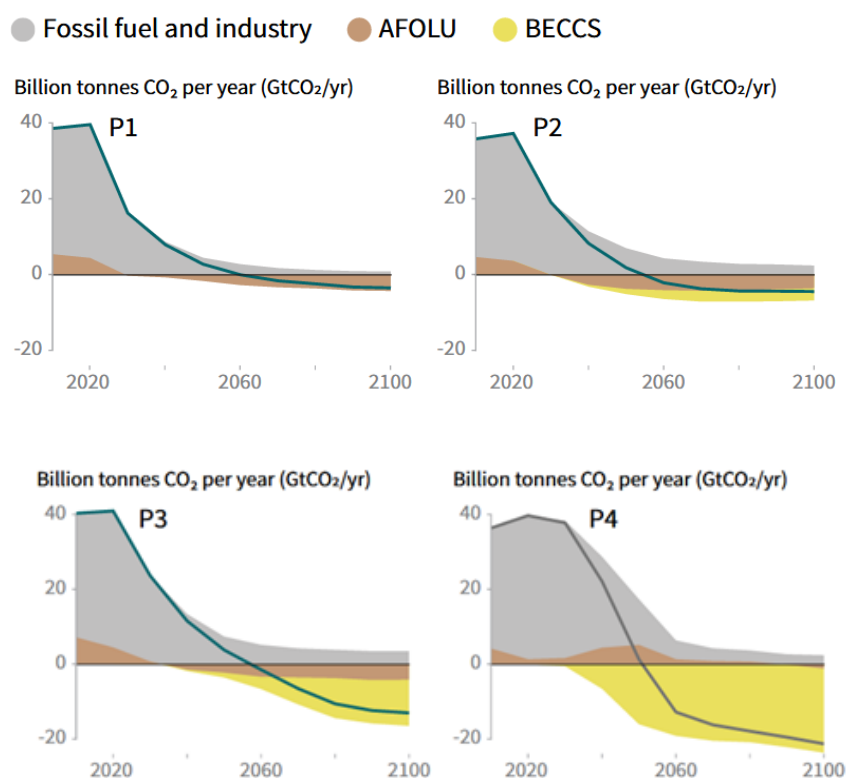 Fossil fuel and industry AFOLU BECCS
Billion tonnes CO₂ per year (GtCO₂/yr)
Billion tonnes CO₂ per year (GtCO₂/yr)
40 P1
40 P2
20
20
0
0
-20
-20
2020 2060 2100
2020 2060 2100
Billion tonnes CO₂ per year (GtCO₂/yr)
Billion tonnes CO₂ per year (GtCO₂/yr)
40 P3
40 P4
20
20
0
0
-20
-20
2020 2060 2100
2020 2060 2100